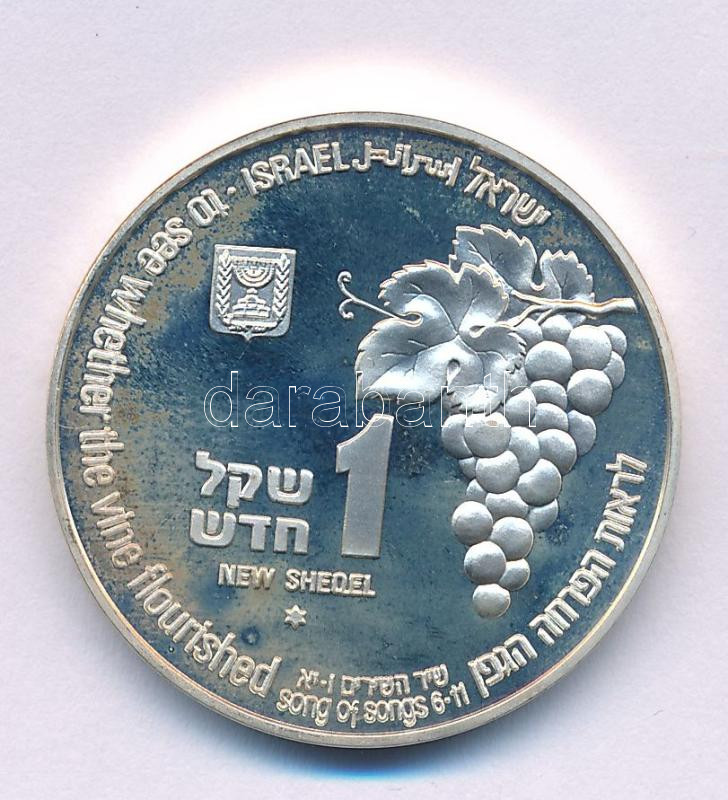 ישראל إسرائيل ISRAEL · to see whether the vine flourished
לראות הפרחה הגפן
1
שקל
חדש
NEW SHEQEL
שיר השירים ו-יא
song of songs 6-11
darabanth